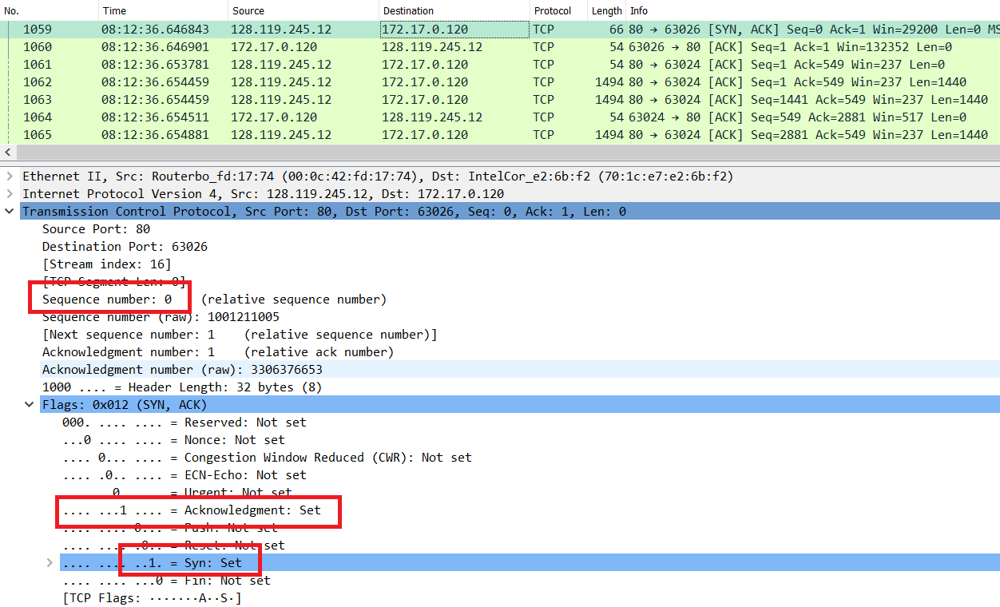 No. Time Source Destination Protocol Length Info
1059 08:12:36.646843 128.119.245.12 172.17.0.120 TCP 66 80 → 63026 [SYN, ACK] Seq=0 Ack=1 Win=29200 Len=0 MS
1060 08:12:36.646901 172.17.0.120 128.119.245.12 TCP 54 63026 → 80 [ACK] Seq=1 Ack=1 Win=132352 Len=0
1061 08:12:36.653781 128.119.245.12 172.17.0.120 TCP 54 80 → 63024 [ACK] Seq=1 Ack=549 Win=237 Len=0
1062 08:12:36.654459 128.119.245.12 172.17.0.120 TCP 1494 80 → 63024 [ACK] Seq=1 Ack=549 Win=237 Len=1440
1063 08:12:36.654459 128.119.245.12 172.17.0.120 TCP 1494 80 → 63024 [ACK] Seq=1441 Ack=549 Win=237 Len=1440
1064 08:12:36.654511 172.17.0.120 128.119.245.12 TCP 54 63024 → 80 [ACK] Seq=549 Ack=2881 Win=517 Len=0
1065 08:12:36.654881 128.119.245.12 172.17.0.120 TCP 1494 80 → 63024 [ACK] Seq=2881 Ack=549 Win=237 Len=1440
Ethernet II, Src: Routerbo_fd:17:74 (00:0c:42:fd:17:74), Dst: IntelCor_e2:6b:f2 (70:1c:e7:e2:6b:f2)
Internet Protocol Version 4, Src: 128.119.245.12, Dst: 172.17.0.120
Transmission Control Protocol, Src Port: 80, Dst Port: 63026, Seq: 0, Ack: 1, Len: 0
Source Port: 80
Destination Port: 63026
[Stream index: 16]
[TCP Segment Len: 0]
Sequence number: 0 (relative sequence number)
Sequence number (raw): 1001211005
[Next sequence number: 1 (relative sequence number)]
Acknowledgment number: 1 (relative ack number)
Acknowledgment number (raw): 3306376653
1000 .... = Header Length: 32 bytes (8)
Flags: 0x012 (SYN, ACK)
000. .... .... = Reserved: Not set
...0 .... .... = Nonce: Not set
.... 0... .... = Congestion Window Reduced (CWR): Not set
.... .0.. .... = ECN-Echo: Not set
.... ..0. .... = Urgent: Not set
.... ...1 .... = Acknowledgment: Set
.... .... 0... = Push: Not set
.... .... .0.. = Reset: Not set
.... .... ..1. = Syn: Set
.... .... ...0 = Fin: Not set
[TCP Flags: ·······A··S·]